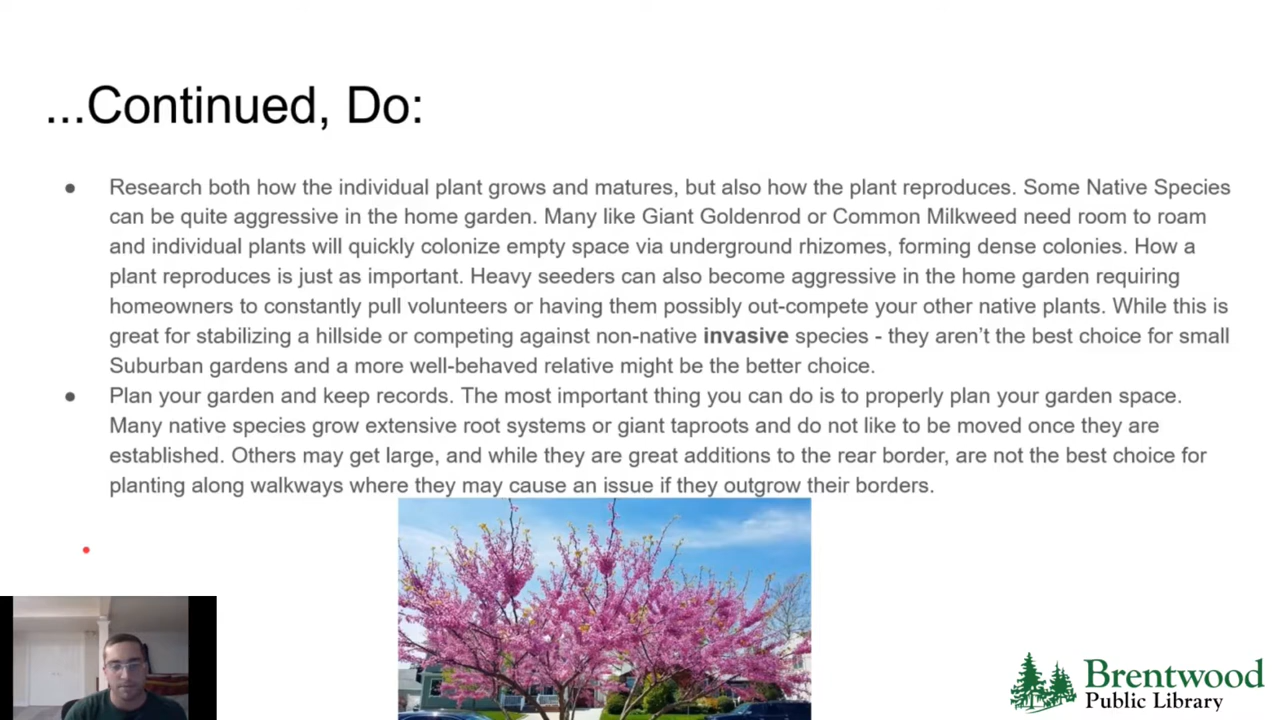 ...Continued, Do:
● Research both how the individual plant grows and matures, but also how the plant reproduces. Some Native Species
can be quite aggressive in the home garden. Many like Giant Goldenrod or Common Milkweed need room to roam
and individual plants will quickly colonize empty space via underground rhizomes, forming dense colonies. How a
plant reproduces is just as important. Heavy seeders can also become aggressive in the home garden requiring
homeowners to constantly pull volunteers or having them possibly out-compete your other native plants. While this is
great for stabilizing a hillside or competing against non-native invasive species - they aren’t the best choice for small
Suburban gardens and a more well-behaved relative might be the better choice.
● Plan your garden and keep records. The most important thing you can do is to properly plan your garden space.
Many native species grow extensive root systems or giant taproots and do not like to be moved once they are
established. Others may get large, and while they are great additions to the rear border, are not the best choice for
planting along walkways where they may cause an issue if they outgrow their borders.
Brentwood
Public Library